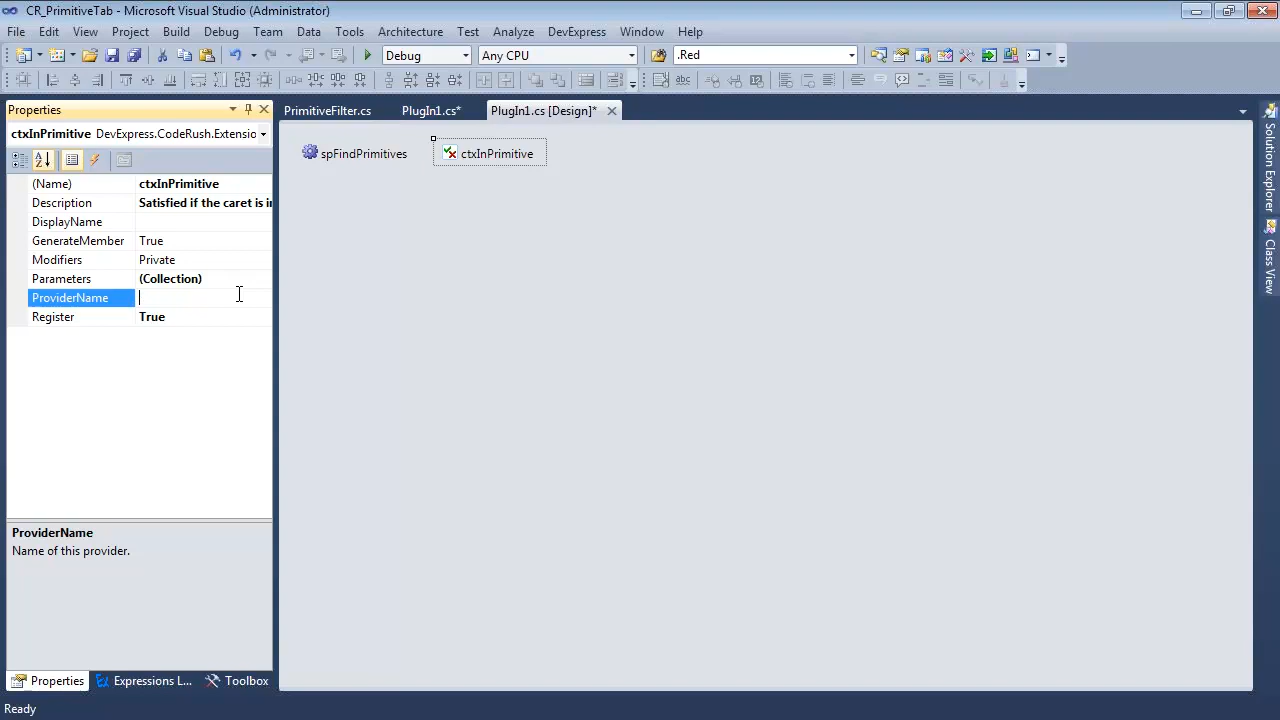 CR_PrimitiveTab - Microsoft Visual Studio (Administrator)
File Edit View Project Build Debug Team Data Tools Architecture Test Analyze DevExpress Window Help
Debug Any CPU .Red
Properties
PrimitiveFilter.cs PlugIn1.cs* PlugIn1.cs [Design]*
ctxInPrimitive DevExpress.CodeRush.Extensio
spFindPrimitives ctxInPrimitive
(Name) ctxInPrimitive
Description Satisfied if the caret is i
DisplayName
GenerateMember True
Modifiers Private
Parameters (Collection)
ProviderName
Register True
ProviderName
Name of this provider.
Properties Expressions L... Toolbox
Ready
Solution Explorer
Class View